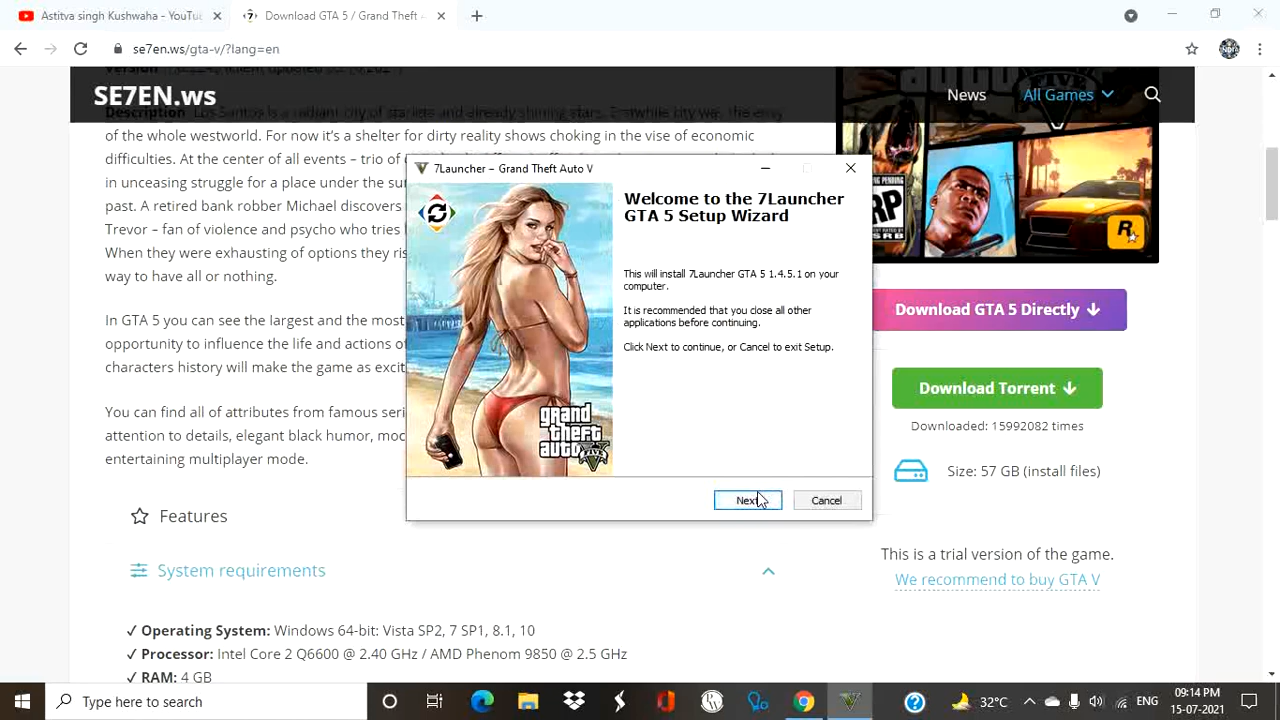 Astitva singh Kushwaha - YouTu
Download GTA 5 / Grand Theft
se7en.ws/gta-v/?lang=en
SE7EN.ws
News
All Games
of the whole westworld. For now it's a shelter for dirty reality shows choking in the vise of economic
difficulties. At the center of all events – trio of
in unceasing struggle for a place under the sun
past. A retired bank robber Michael discovers
Trevor – fan of violence and psycho who tries
When they were exhausting of options they ris
way to have all or nothing.
In GTA 5 you can see the largest and the most
opportunity to influence the life and actions of
characters history will make the game as excit
You can find all of attributes from famous seri
attention to details, elegant black humor, moc
entertaining multiplayer mode.
Features
System requirements
✓ Operating System: Windows 64-bit: Vista SP2, 7 SP1, 8.1, 10
✓ Processor: Intel Core 2 Q6600 @ 2.40 GHz / AMD Phenom 9850 @ 2.5 GHz
✓ RAM: 4 GB
7Launcher – Grand Theft Auto V
grand
theft
auto
FIVE
Welcome to the 7Launcher
GTA 5 Setup Wizard
This will install 7Launcher GTA 5 1.4.5.1 on your
computer.
It is recommended that you close all other
applications before continuing.
Click Next to continue, or Cancel to exit Setup.
Next
Cancel
RP
ESRB
R
Download GTA 5 Directly
Download Torrent
Downloaded: 15992082 times
Size: 57 GB (install files)
This is a trial version of the game.
We recommend to buy GTA V
Type here to search
32°C
ENG
09:14 PM
15-07-2021